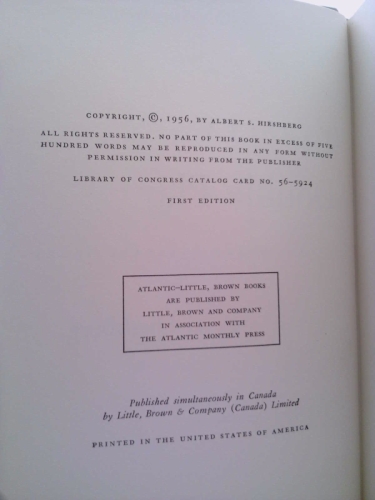 COPYRIGHT, ©, 1956, BY ALBERT S. HIRSHBERG
ALL RIGHTS RESERVED. NO PART OF THIS BOOK IN EXCESS OF FIVE
HUNDRED WORDS MAY BE REPRODUCED IN ANY FORM WITHOUT
PERMISSION IN WRITING FROM THE PUBLISHER
LIBRARY OF CONGRESS CATALOG CARD NO. 56-5924
FIRST EDITION
ATLANTIC-LITTLE, BROWN BOOKS
ARE PUBLISHED BY
LITTLE, BROWN AND COMPANY
IN ASSOCIATION WITH
THE ATLANTIC MONTHLY PRESS
Published simultaneously in Canada
by Little, Brown & Company (Canada) Limited
PRINTED IN THE UNITED STATES OF AMERICA